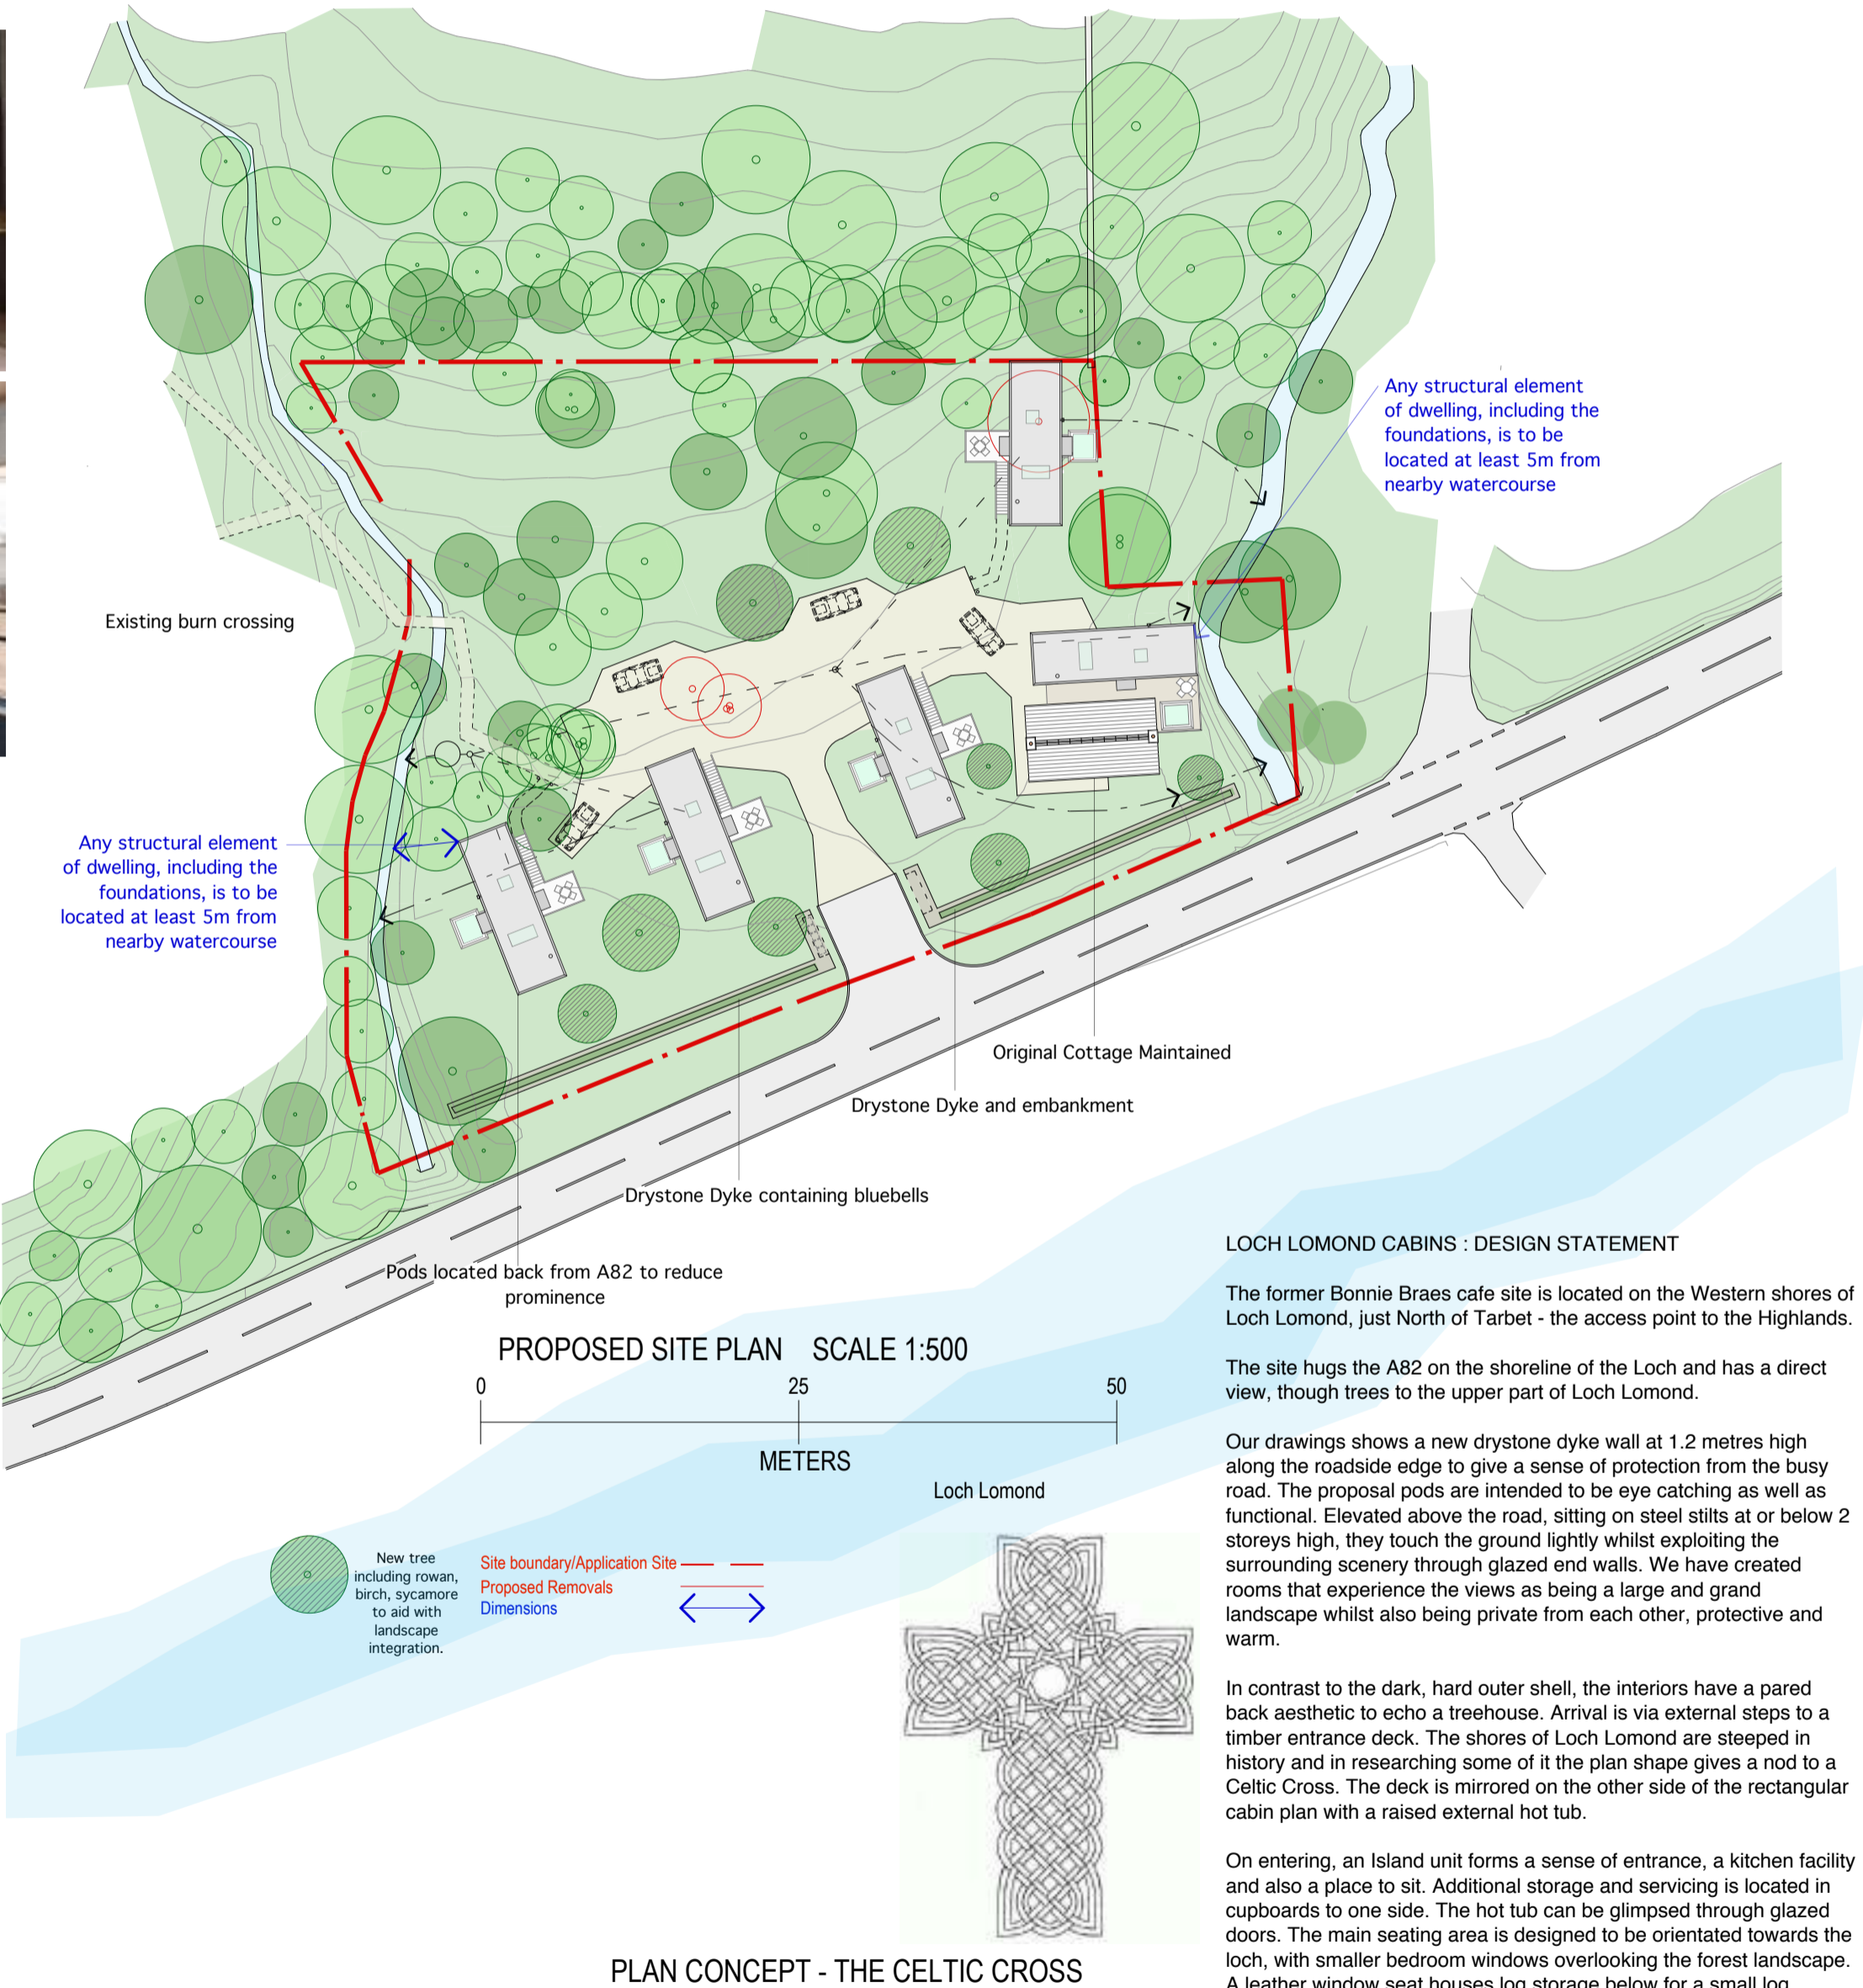 Any structural element
of dwelling, including the
foundations, is to be
located at least 5m from
nearby watercourse
Existing burn crossing
Any structural element
of dwelling, including the
foundations, is to be
located at least 5m from
nearby watercourse
Original Cottage Maintained
Drystone Dyke and embankment
Drystone Dyke containing bluebells
Pods located back from A82 to reduce
prominence
PROPOSED SITE PLAN SCALE 1:500
0 25 50
METERS
Loch Lomond
New tree
including rowan,
birch, sycamore
to aid with
landscape
integration.
Site boundary/Application Site
Proposed Removals
Dimensions
PLAN CONCEPT - THE CELTIC CROSS
LOCH LOMOND CABINS : DESIGN STATEMENT
The former Bonnie Braes cafe site is located on the Western shores of
Loch Lomond, just North of Tarbet - the access point to the Highlands.
The site hugs the A82 on the shoreline of the Loch and has a direct
view, though trees to the upper part of Loch Lomond.
Our drawings shows a new drystone dyke wall at 1.2 metres high
along the roadside edge to give a sense of protection from the busy
road. The proposal pods are intended to be eye catching as well as
functional. Elevated above the road, sitting on steel stilts at or below 2
storeys high, they touch the ground lightly whilst exploiting the
surrounding scenery through glazed end walls. We have created
rooms that experience the views as being a large and grand
landscape whilst also being private from each other, protective and
warm.
In contrast to the dark, hard outer shell, the interiors have a pared
back aesthetic to echo a treehouse. Arrival is via external steps to a
timber entrance deck. The shores of Loch Lomond are steeped in
history and in researching some of it the plan shape gives a nod to a
Celtic Cross. The deck is mirrored on the other side of the rectangular
cabin plan with a raised external hot tub.
On entering, an Island unit forms a sense of entrance, a kitchen facility
and also a place to sit. Additional storage and servicing is located in
cupboards to one side. The hot tub can be glimpsed through glazed
doors. The main seating area is designed to be orientated towards the
loch, with smaller bedroom windows overlooking the forest landscape.
A leather window seat houses log storage below for a small log